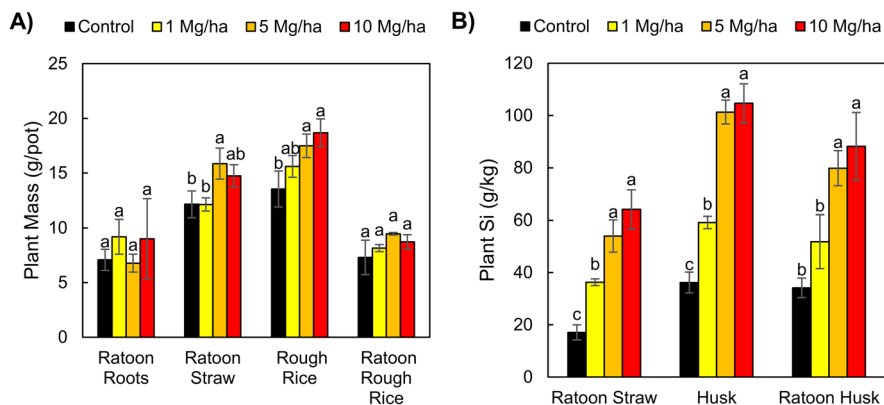 A)
Control 1 Mg/ha 5 Mg/ha 10 Mg/ha
Plant Mass (g/pot)
25
20
15
10
5
0
a a a a
b b a ab
b ab a a
a a a a
Ratoon Roots
Ratoon Straw
Rough Rice
Ratoon Rough Rice
B)
Control 1 Mg/ha 5 Mg/ha 10 Mg/ha
Plant Si (g/kg)
120
100
80
60
40
20
0
c b a a
c b a a
b b a a
Ratoon Straw Husk Ratoon Husk